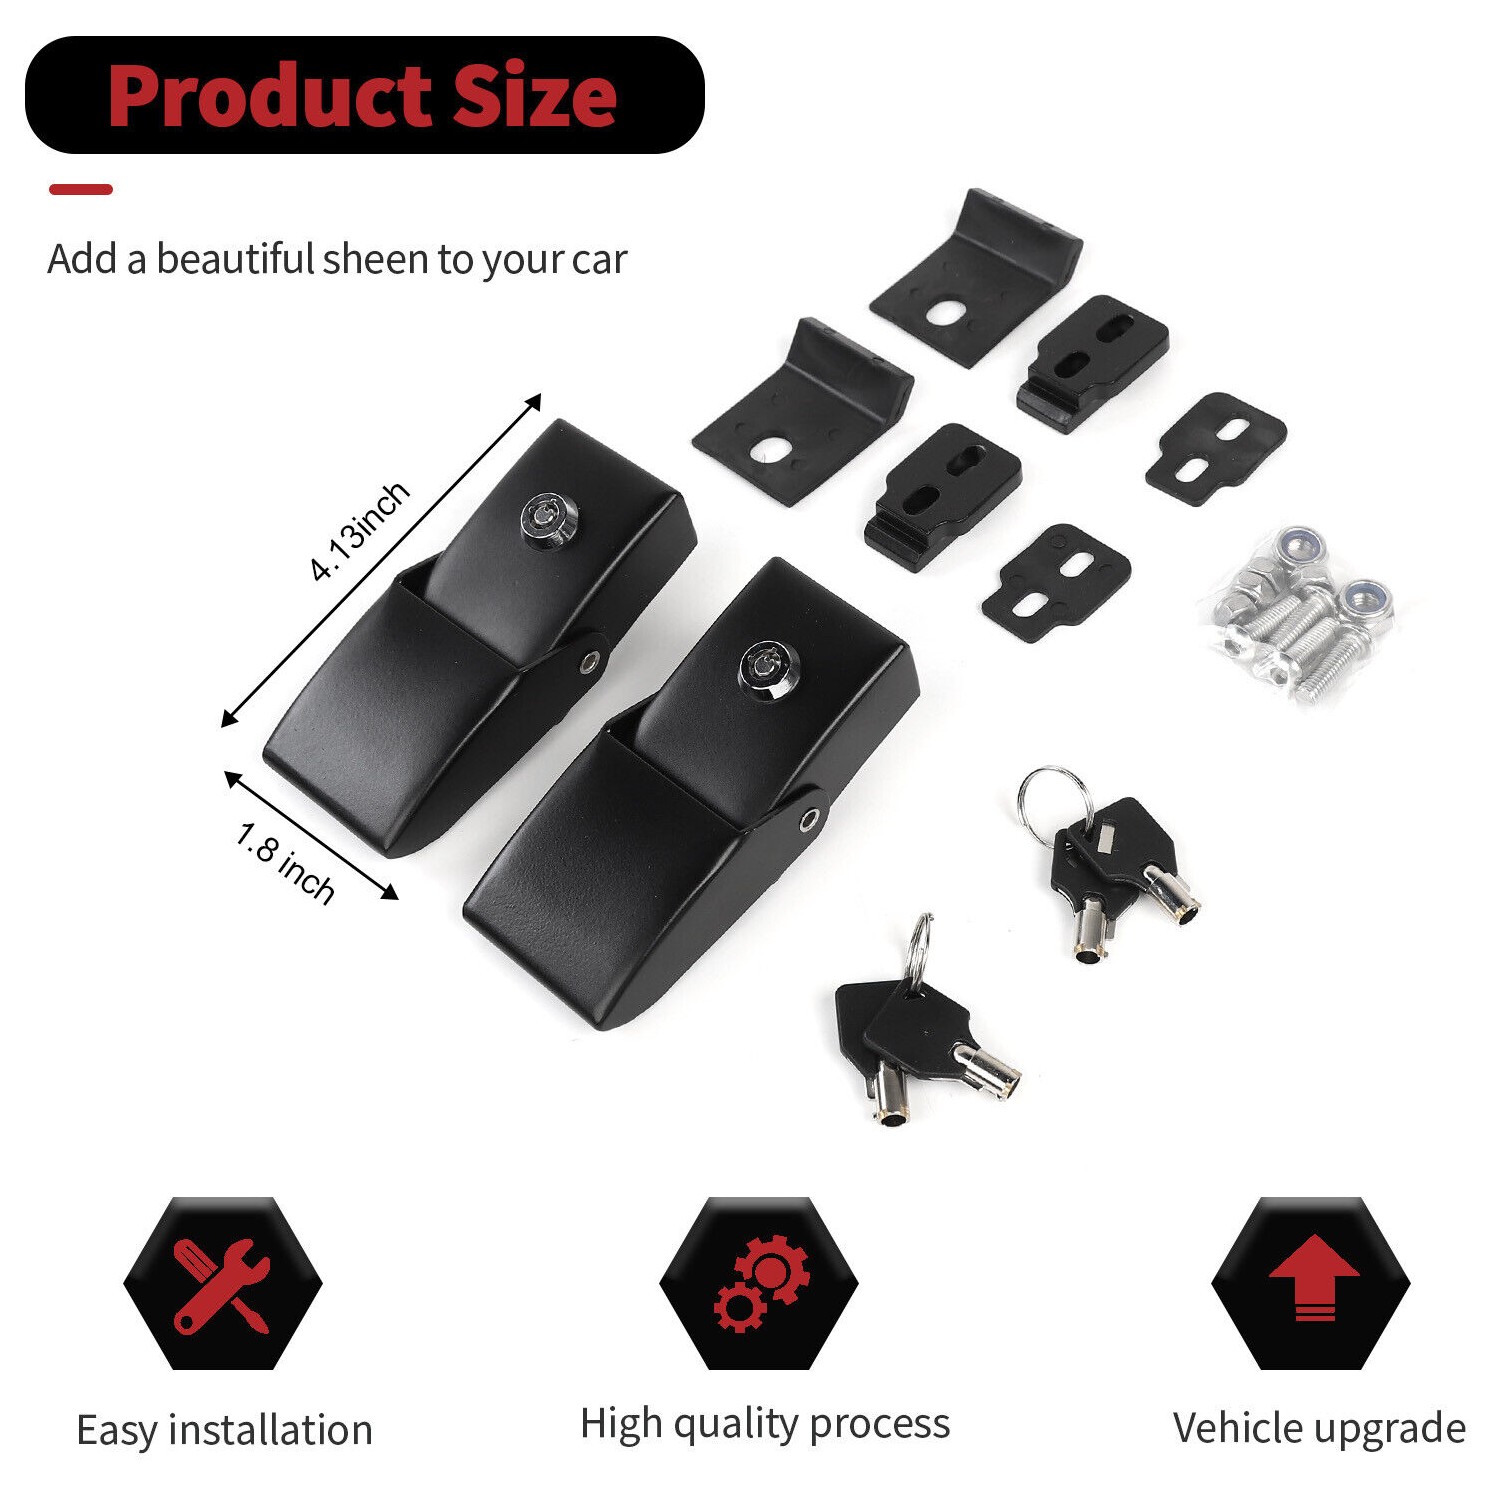 Product Size
Add a beautiful sheen to your car
4.13inch
1.8 inch
Easy installation
High quality process
Vehicle upgrade